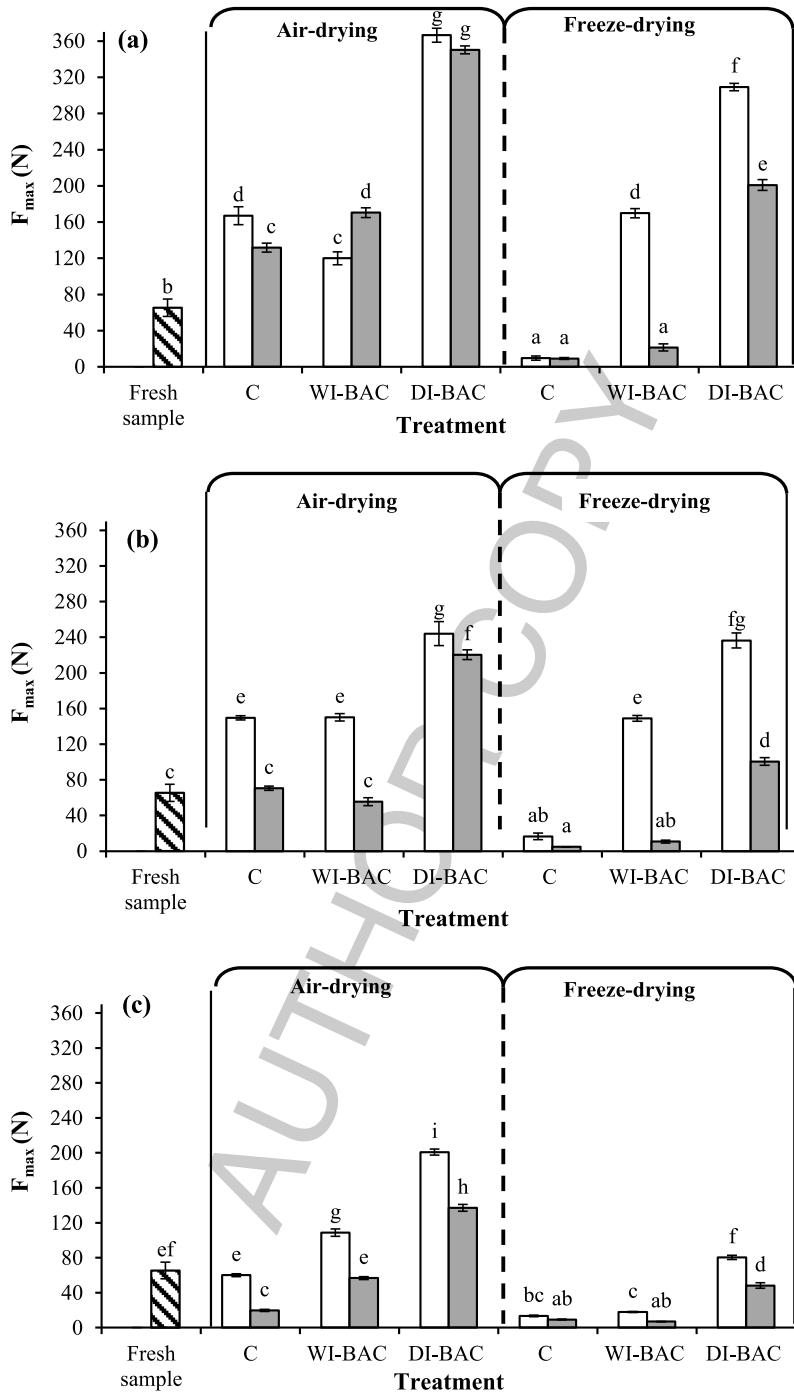 (a)
Air-drying
Freeze-drying
F_max (N)
360
320
280
240
200
160
120
80
40
0
b
d
c
c
d
g
g
a
a
d
a
f
e
Fresh sample
C
WI-BAC
DI-BAC
C
WI-BAC
DI-BAC
Treatment
(b)
Air-drying
Freeze-drying
F_max (N)
360
320
280
240
200
160
120
80
40
0
c
e
c
e
c
g
f
ab
a
e
ab
fg
d
Fresh sample
C
WI-BAC
DI-BAC
C
WI-BAC
DI-BAC
Treatment
(c)
Air-drying
Freeze-drying
F_max (N)
360
320
280
240
200
160
120
80
40
0
ef
e
c
g
e
i
h
bc
ab
c
ab
f
d
Fresh sample
C
WI-BAC
DI-BAC
C
WI-BAC
DI-BAC
Treatment
AUTHOR COPY